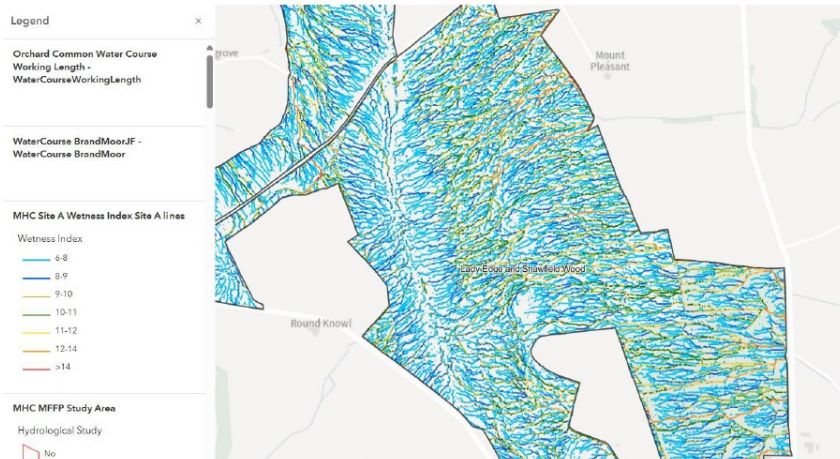 Legend
×
Orchard Common Water Course
Working Length -
WaterCourseWorkingLength
WaterCourse BrandMoorJF -
WaterCourse BrandMoor
MHC Site A Wetness Index Site A lines
Wetness Index
6-8
8-9
9-10
10-11
11-12
12-14
>14
MHC MFFP Study Area
Hydrological Study
No
grove
Mount
Pleasant
Lady Edge and Shawfield Wood
Round Knowl